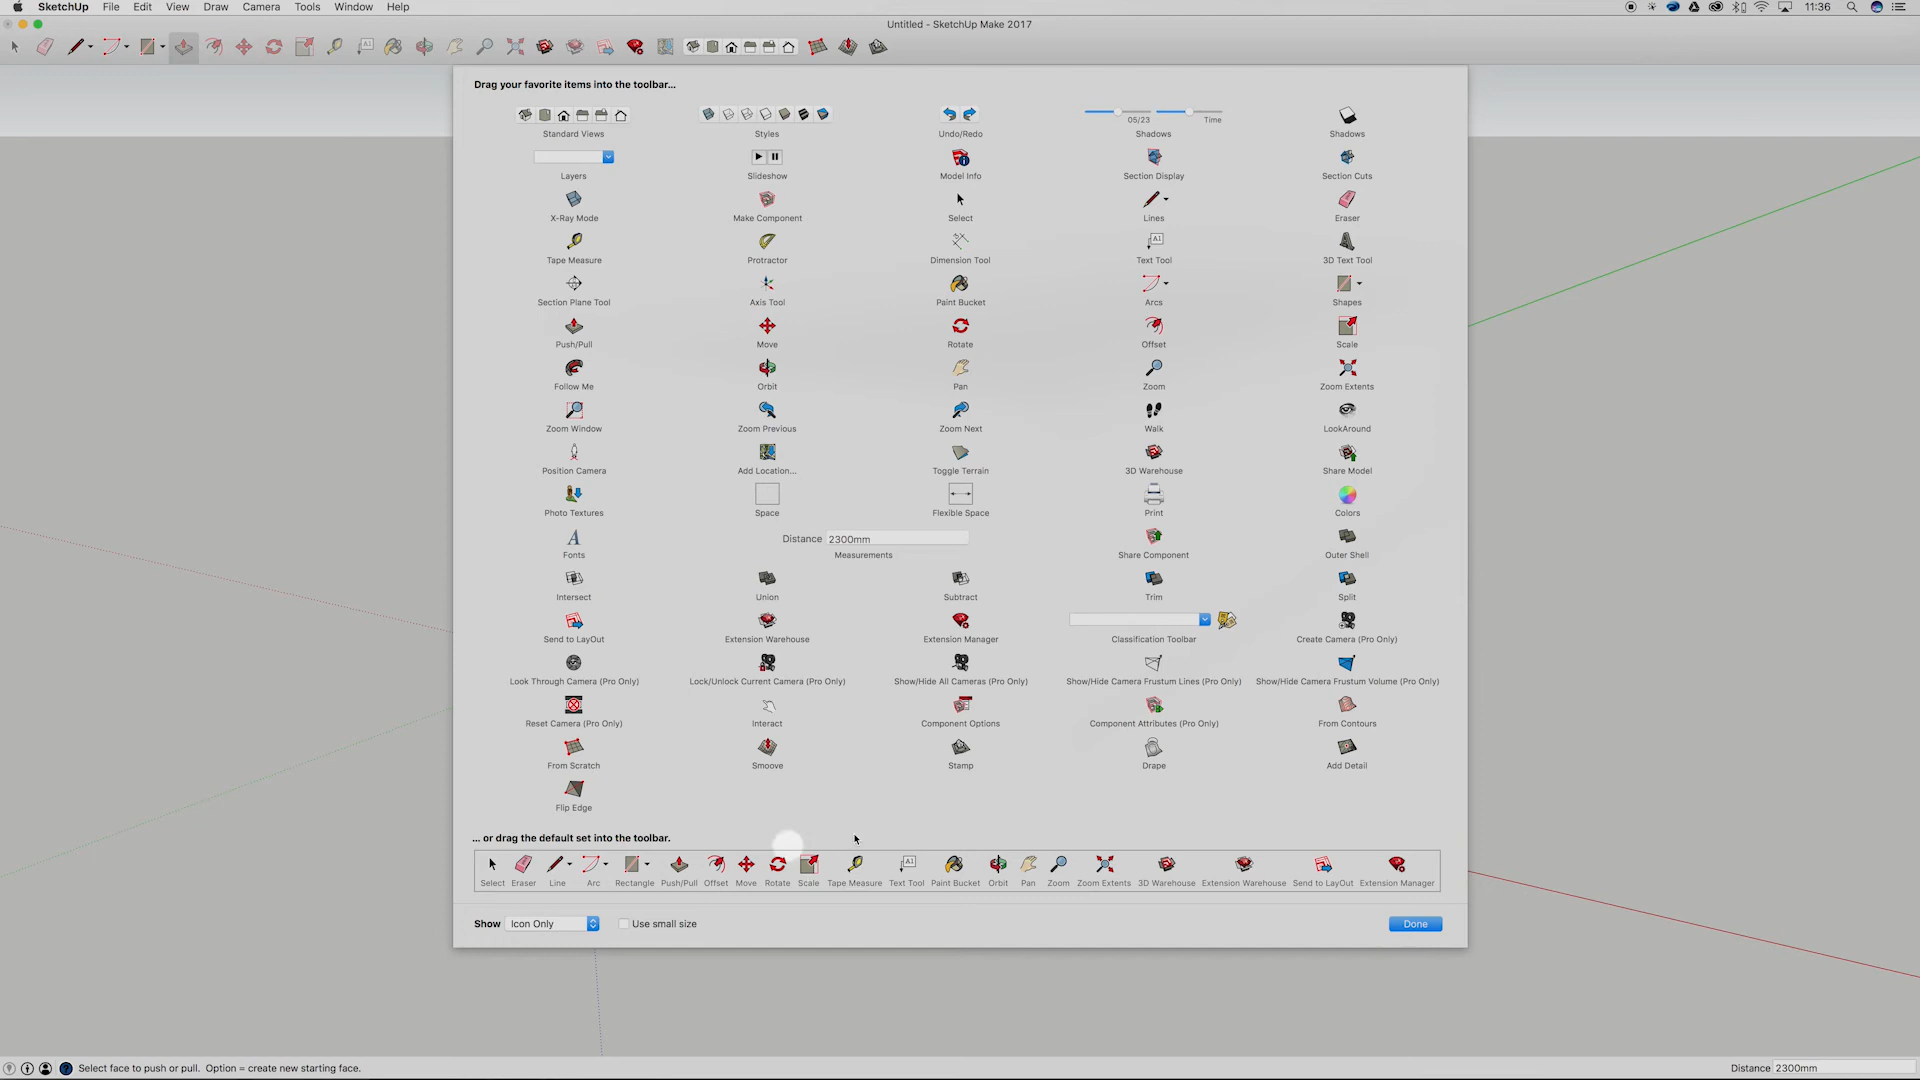 SketchUp File Edit View Draw Camera Tools Window Help 11:36
Untitled - SketchUp Make 2017
Drag your favorite items into the toolbar...
05/23 Time
Standard Views Styles Undo/Redo Shadows Shadows
Layers Slideshow Model Info Section Display Section Cuts
X-Ray Mode Make Component Select Lines Eraser
A1
Tape Measure Protractor Dimension Tool Text Tool 3D Text Tool
Section Plane Tool Axis Tool Paint Bucket Arcs Shapes
Push/Pull Move Rotate Offset Scale
Follow Me Orbit Pan Zoom Zoom Extents
Zoom Window Zoom Previous Zoom Next Walk LookAround
Position Camera Add Location... Toggle Terrain 3D Warehouse Share Model
Photo Textures Space Flexible Space Print Colors
Distance 2300mm
Fonts Measurements Share Component Outer Shell
Intersect Union Subtract Trim Split
Send to LayOut Extension Warehouse Extension Manager Classification Toolbar Create Camera (Pro Only)
Look Through Camera (Pro Only) Lock/Unlock Current Camera (Pro Only) Show/Hide All Cameras (Pro Only) Show/Hide Camera Frustum Lines (Pro Only) Show/Hide Camera Frustum Volume (Pro Only)
Reset Camera (Pro Only) Interact Component Options Component Attributes (Pro Only) From Contours
From Scratch Smoove Stamp Drape Add Detail
Flip Edge
... or drag the default set into the toolbar.
A1
Select Eraser Line Arc Rectangle Push/Pull Offset Move Rotate Scale Tape Measure Text Tool Paint Bucket Orbit Pan Zoom Zoom Extents 3D Warehouse Extension Warehouse Send to LayOut Extension Manager
Show Icon Only Use small size Done
Select face to push or pull. Option = create new starting face. Distance 2300mm